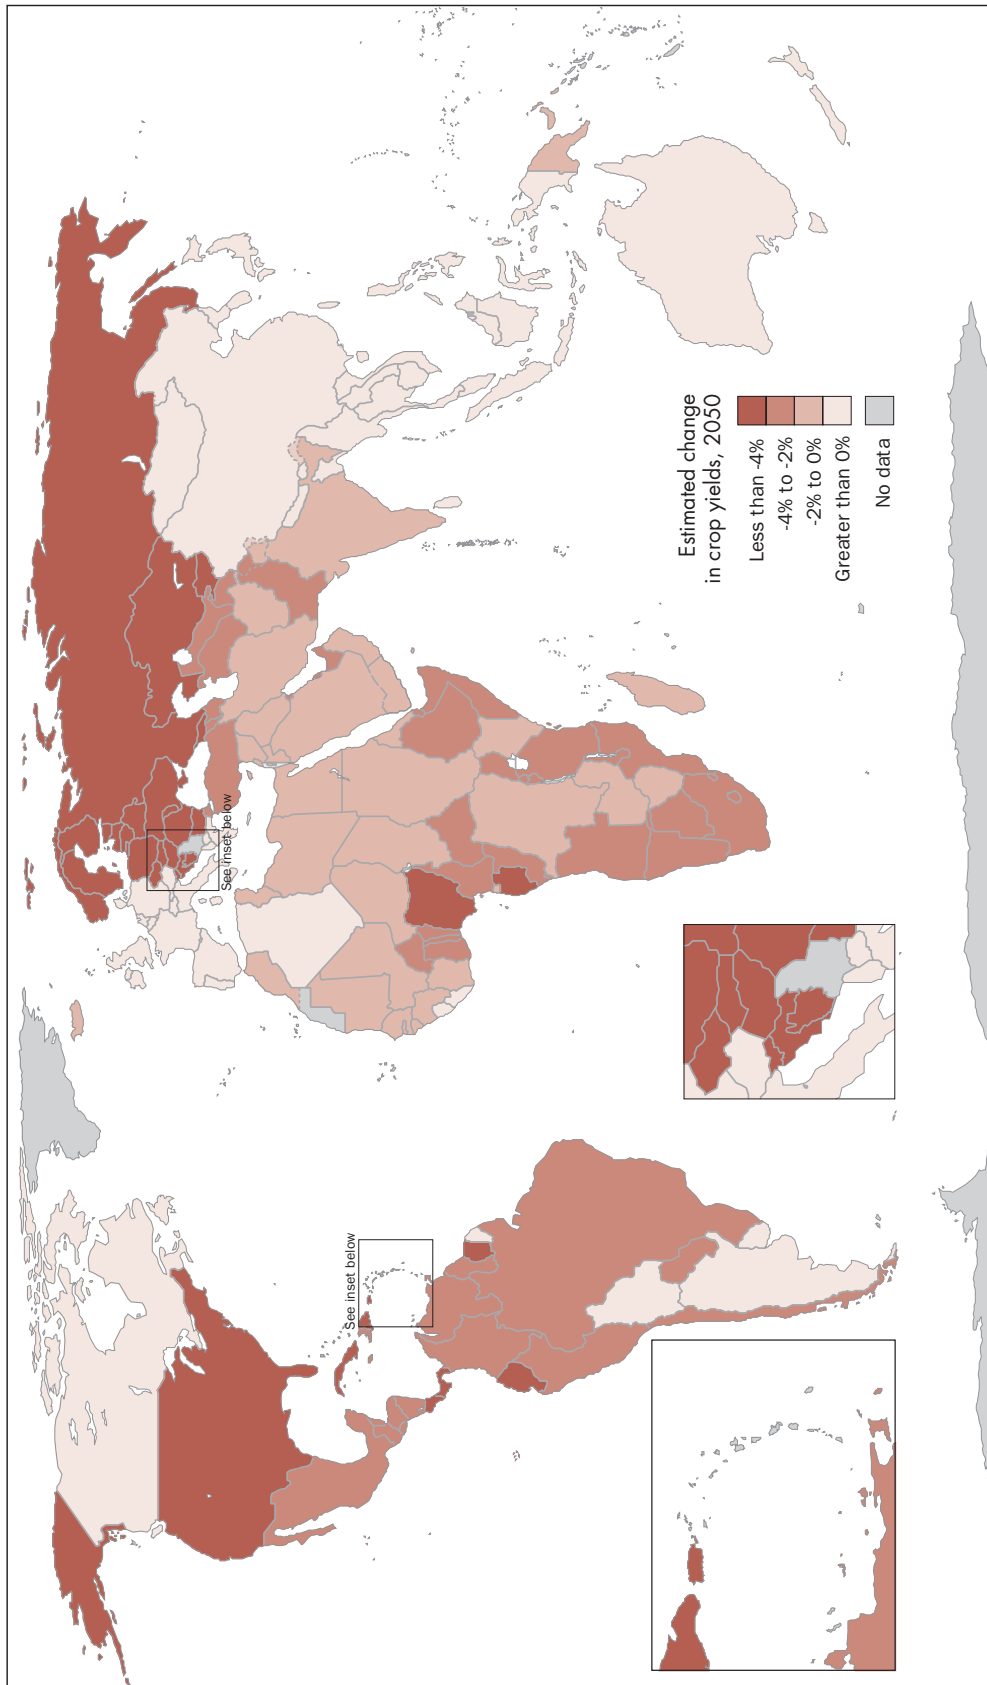 See inset below
See inset below
Estimated change
in crop yields, 2050
Less than -4%
-4% to -2%
-2% to 0%
Greater than 0%
No data